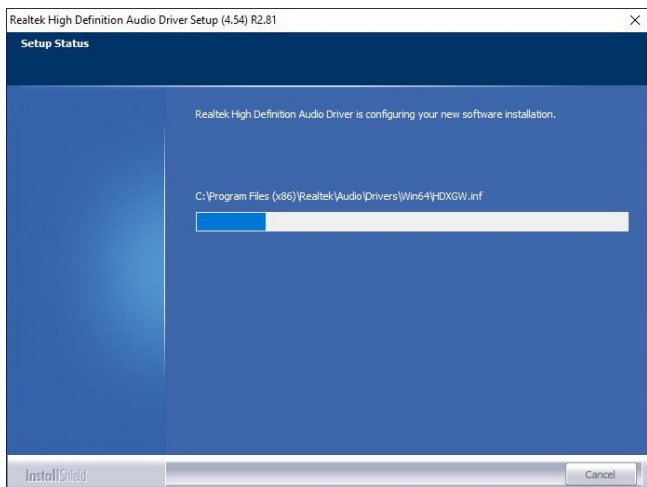 Realtek High Definition Audio Driver Setup (4.54) R2.81
Setup Status
Realtek High Definition Audio Driver is configuring your new software installation.
C:\Program Files (x86)\Realtek\Audio\Drivers\Win64\HDXGW.inf
InstallShield
Cancel